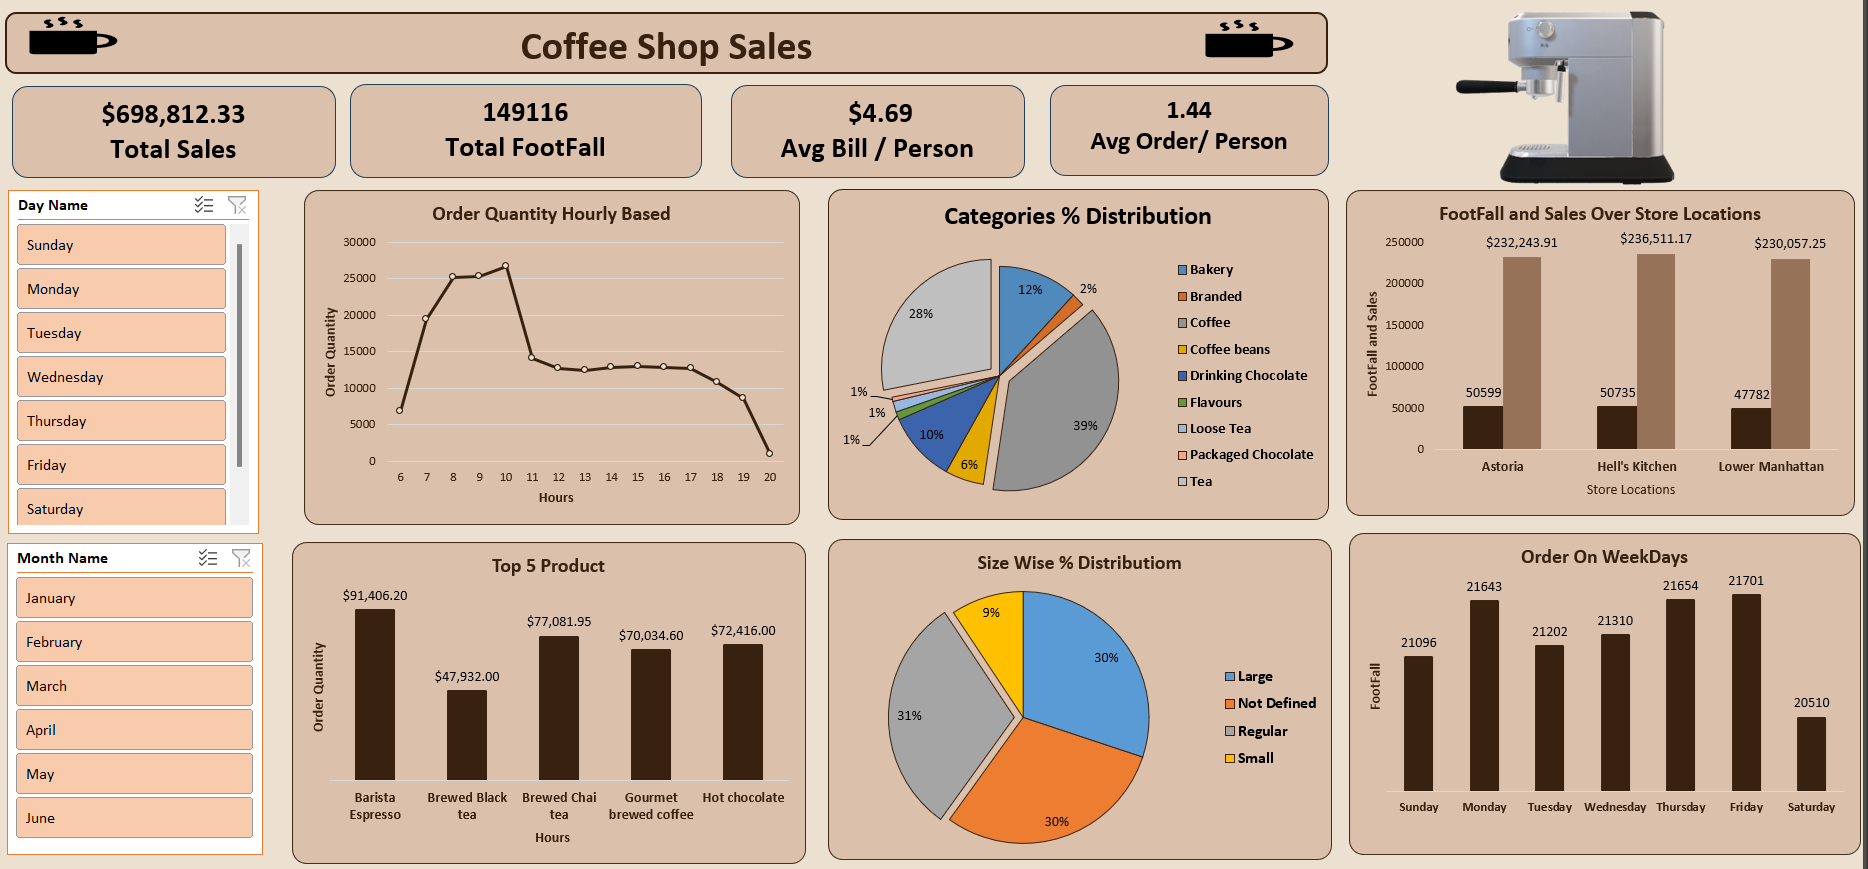 Coffee Shop Sales
$698,812.33
Total Sales
149116
Total FootFall
$4.69
Avg Bill / Person
1.44
Avg Order/ Person
Day Name
Sunday
Monday
Tuesday
Wednesday
Thursday
Friday
Saturday
Month Name
January
February
March
April
May
June
Order Quantity Hourly Based
Order Quantity
30000
25000
20000
15000
10000
5000
0
6 7 8 9 10 11 12 13 14 15 16 17 18 19 20
Hours
Categories % Distribution
12%
2%
39%
6%
10%
1%
1%
1%
28%
Bakery
Branded
Coffee
Coffee beans
Drinking Chocolate
Flavours
Loose Tea
Packaged Chocolate
Tea
FootFall and Sales Over Store Locations
FootFall and Sales
250000
200000
150000
100000
50000
0
$232,243.91
$236,511.17
$230,057.25
50599
50735
47782
Astoria
Hell's Kitchen
Lower Manhattan
Store Locations
Top 5 Product
Order Quantity
$91,406.20
$47,932.00
$77,081.95
$70,034.60
$72,416.00
Barista
Espresso
Brewed Black
tea
Brewed Chai
tea
Gourmet
brewed coffee
Hot chocolate
Hours
Size Wise % Distributiom
30%
30%
31%
9%
Large
Not Defined
Regular
Small
Order On WeekDays
FootFall
21096
21643
21202
21310
21654
21701
20510
Sunday
Monday
Tuesday
Wednesday
Thursday
Friday
Saturday